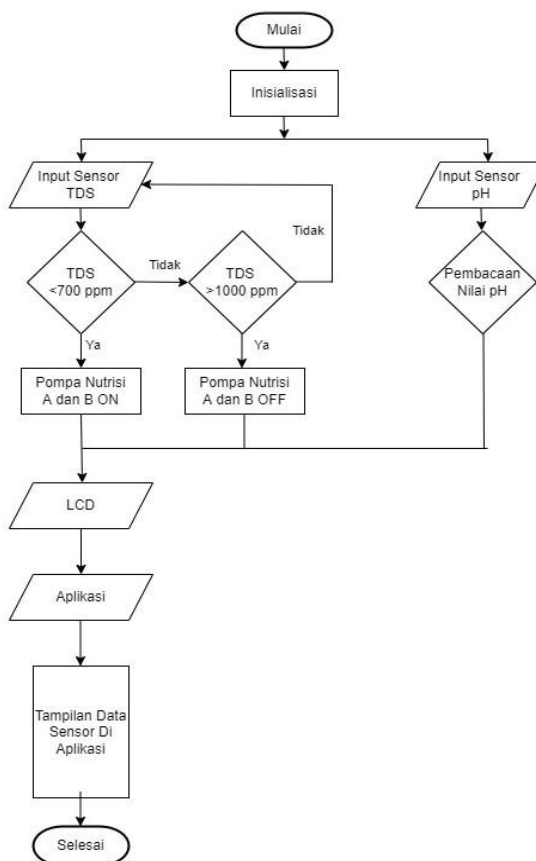 Mulai
Inisialisasi
Input Sensor
TDS
Input Sensor
pH
Tidak
TDS
<700 ppm
Tidak
TDS
>1000 ppm
Pembacaan
Nilai pH
Ya
Ya
Pompa Nutrisi
A dan B ON
Pompa Nutrisi
A dan B OFF
LCD
Aplikasi
Tampilan Data
Sensor Di
Aplikasi
Selesai